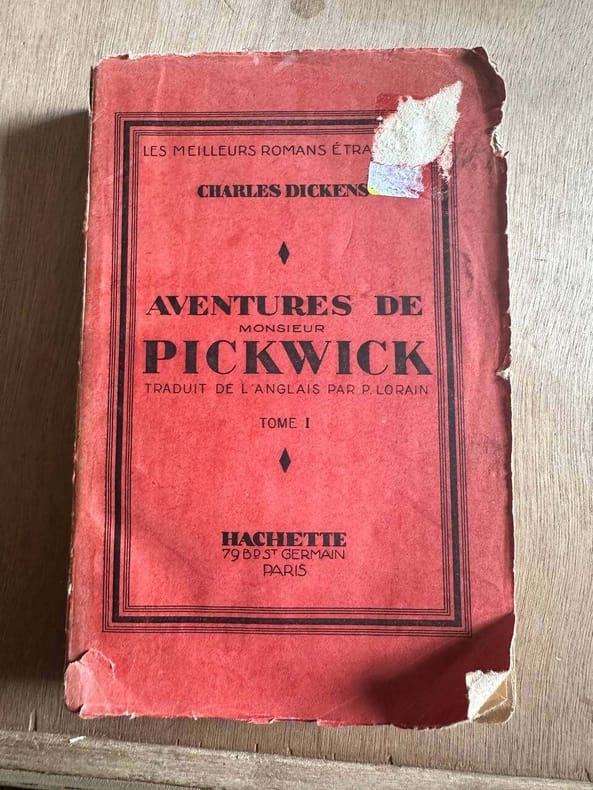 LES MEILLEURS ROMANS
CHARLES DICKENS
AVENTURES DE
MONSIEUR
PICKWICK
TRADUIT DE L'ANGLAIS PAR P. LORAIN
TOME I
HACHETTE
79 BD ST GERMAIN
PARIS